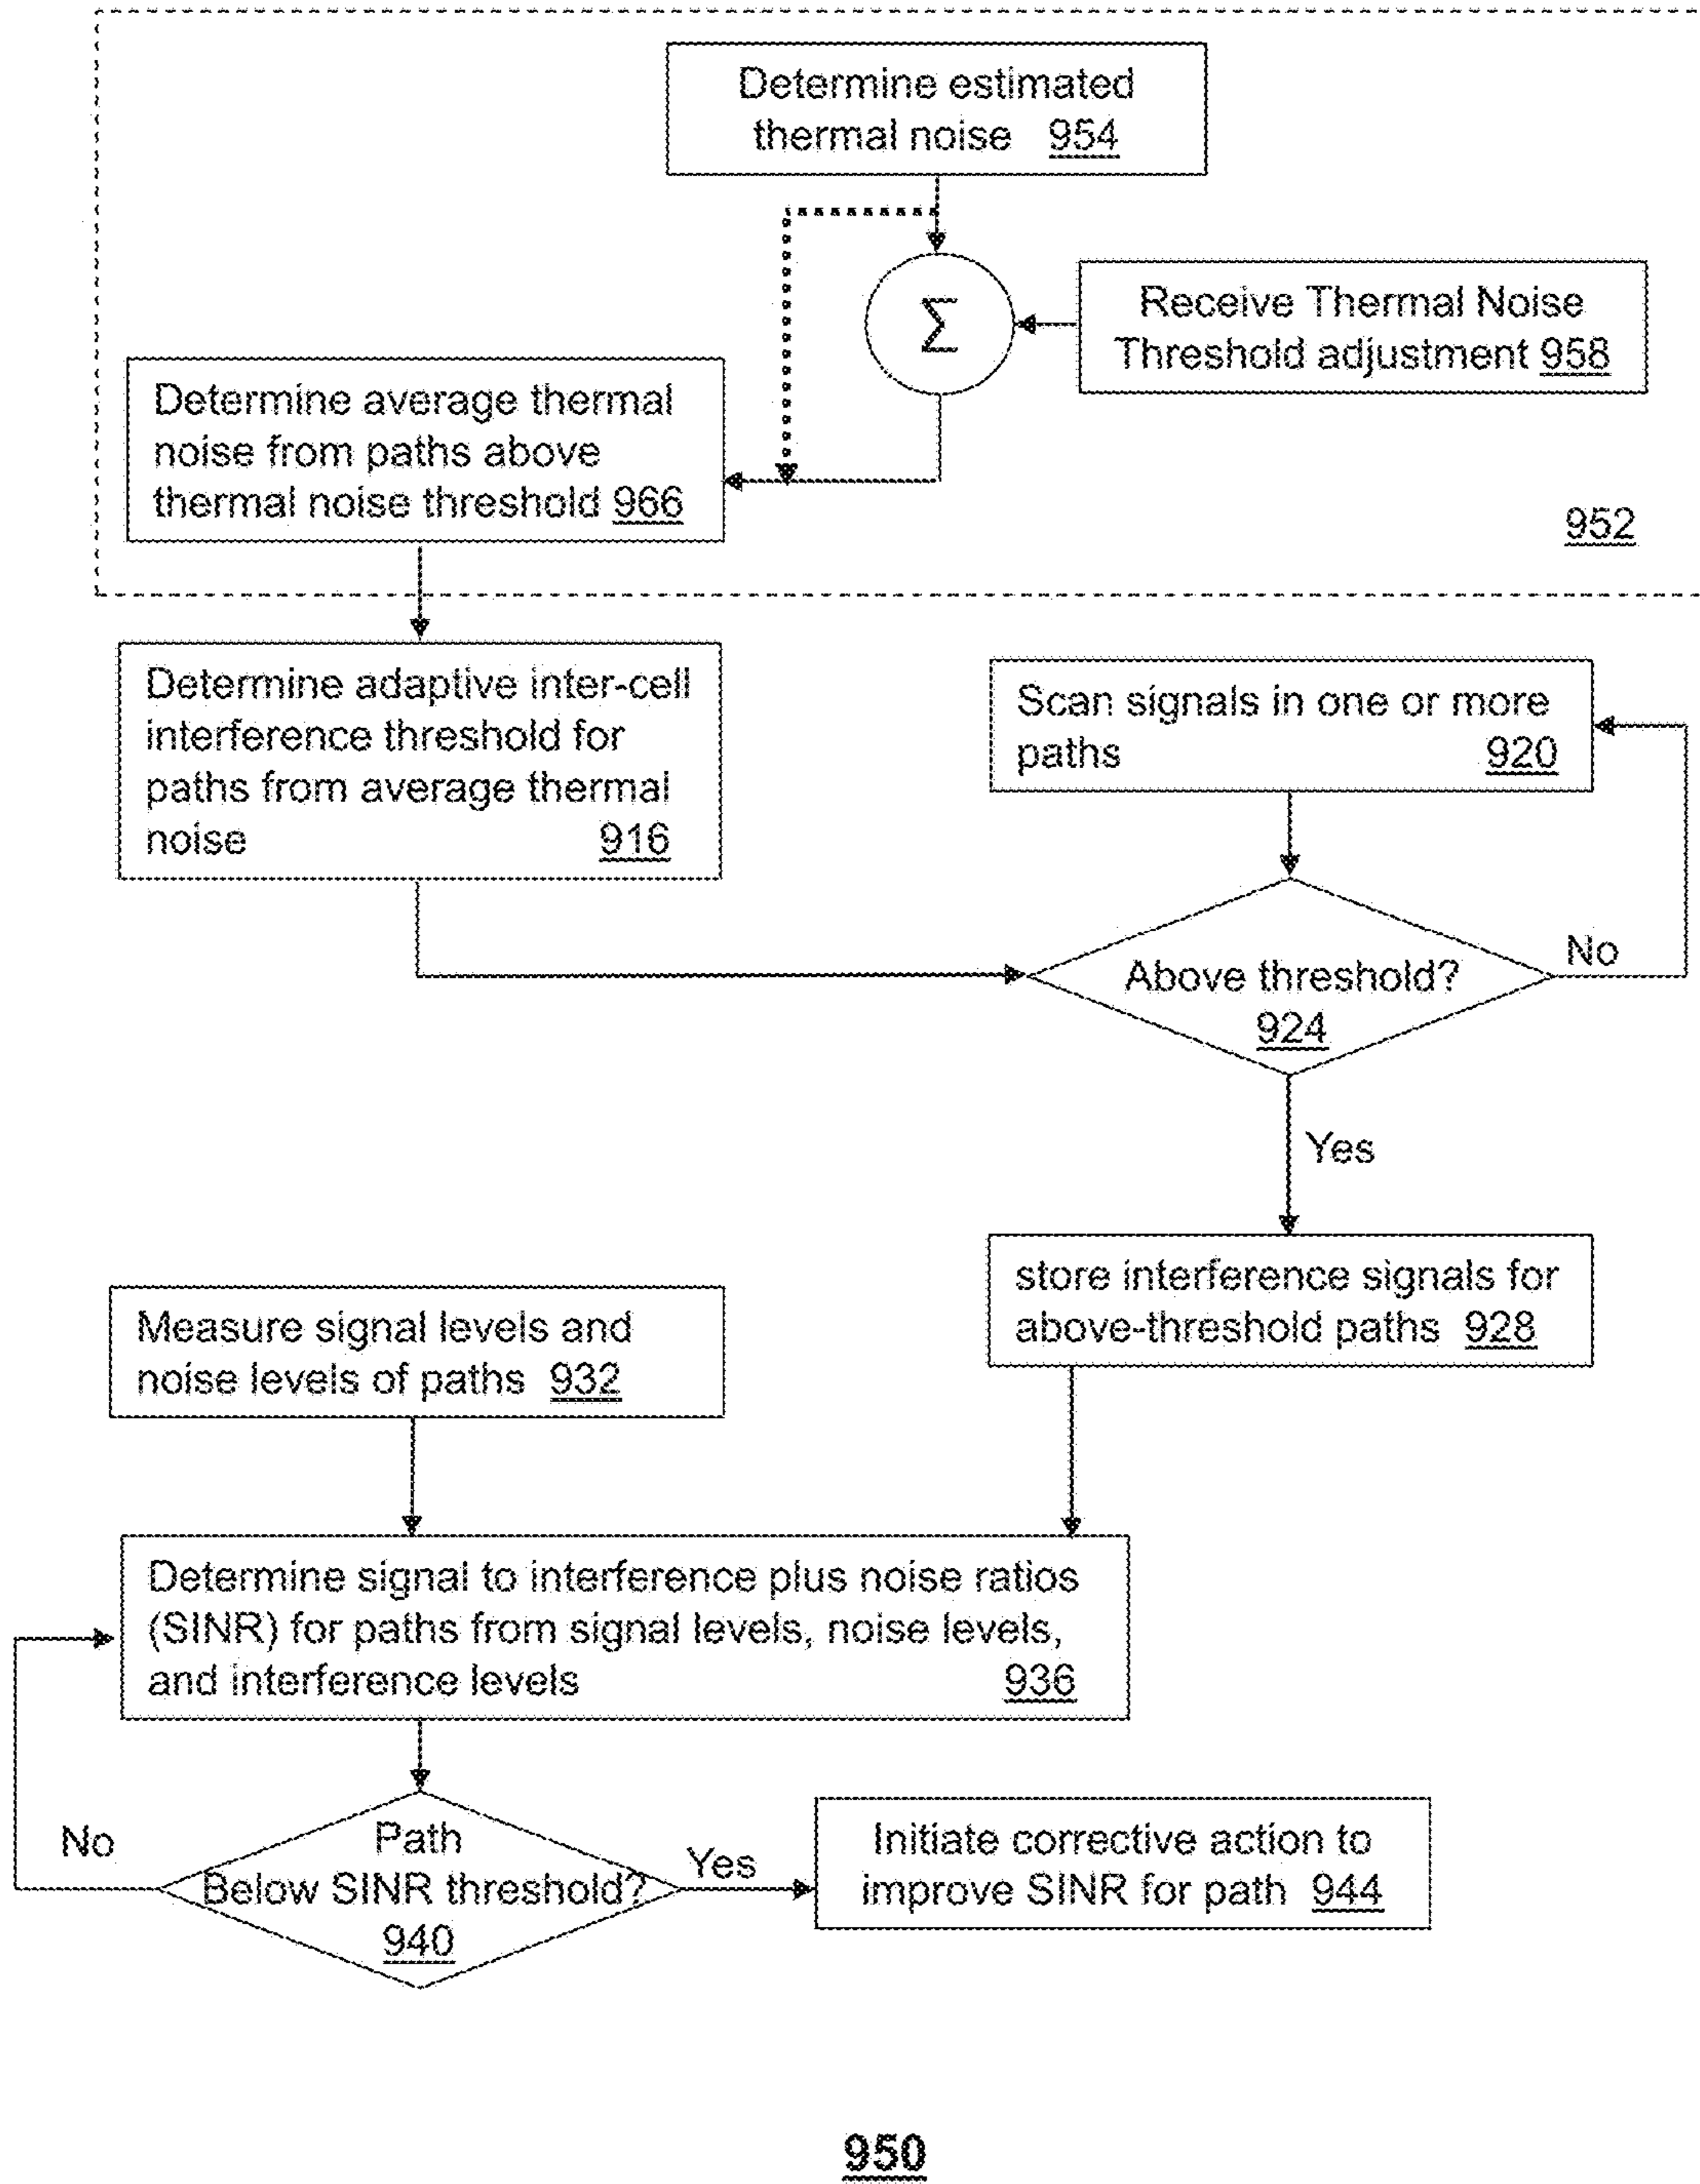 Determine estimated
thermal noise 954
Σ
Receive Thermal Noise
Threshold adjustment 958
Determine average thermal
noise from paths above
thermal noise threshold 966
952
Determine adaptive inter-cell
interference threshold for
paths from average thermal
noise 916
Scan signals in one or more
paths 920
No
Above threshold?
924
Yes
store interference signals for
above-threshold paths 928
Measure signal levels and
noise levels of paths 932
Determine signal to interference plus noise ratios
(SINR) for paths from signal levels, noise levels,
and interference levels 936
No
Path
Below SINR threshold?
940
Yes
Initiate corrective action to
improve SINR for path 944
950